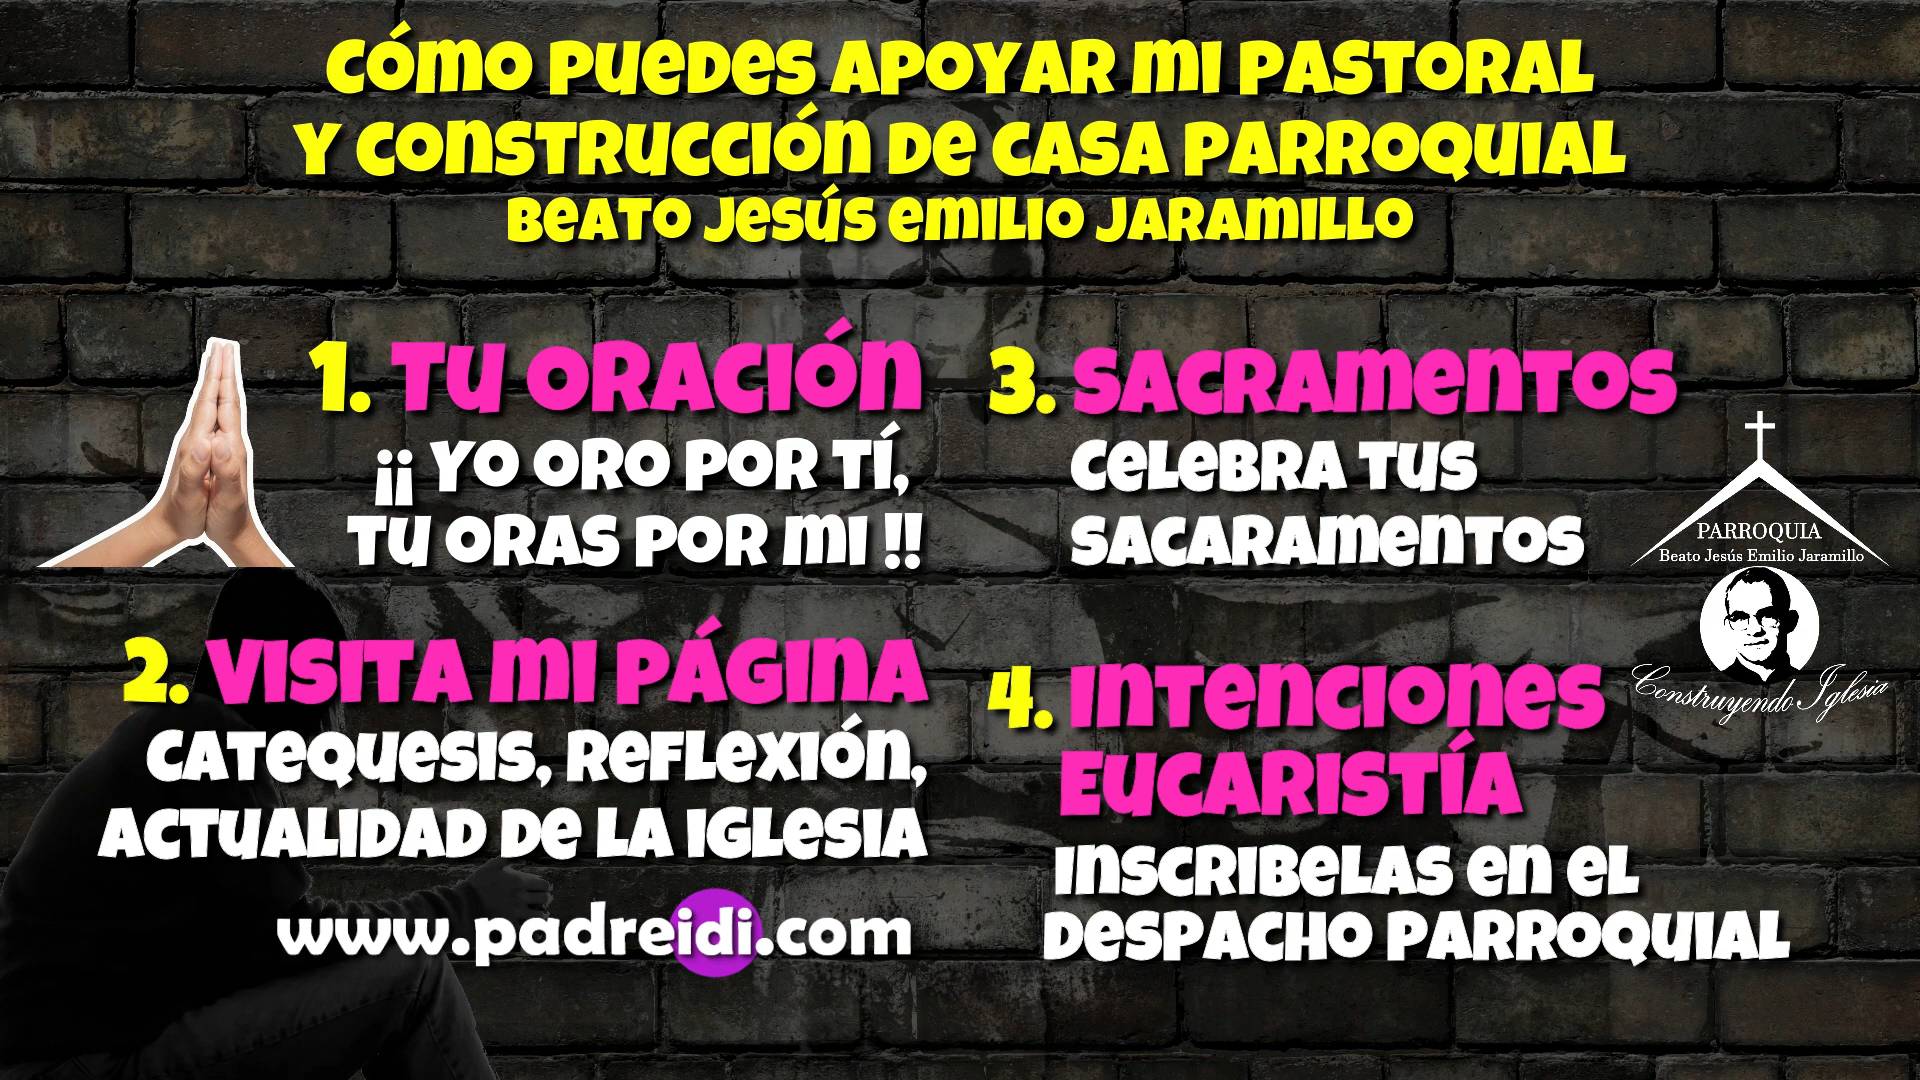 CÓMO PUEDES APOYAR MI PASTORAL
Y CONSTRUCCIÓN DE CASA PARROQUIAL
BEATO JESÚS EMILIO JARAMILLO
1. TU ORACIÓN
¡¡ YO ORO POR TÍ,
TU ORAS POR MI !!
2. VISITA MI PÁGINA
CATEQUESIS, REFLEXIÓN,
ACTUALIDAD DE LA IGLESIA
www.padreidi.com
3. SACRAMENTOS
CELEBRA TUS
SACARAMENTOS
4. INTENCIONES
EUCARISTÍA
INSCRIBELAS EN EL
DESPACHO PARROQUIAL
PARROQUIA
Beato Jesús Emilio Jaramillo
Construyendo Iglesia